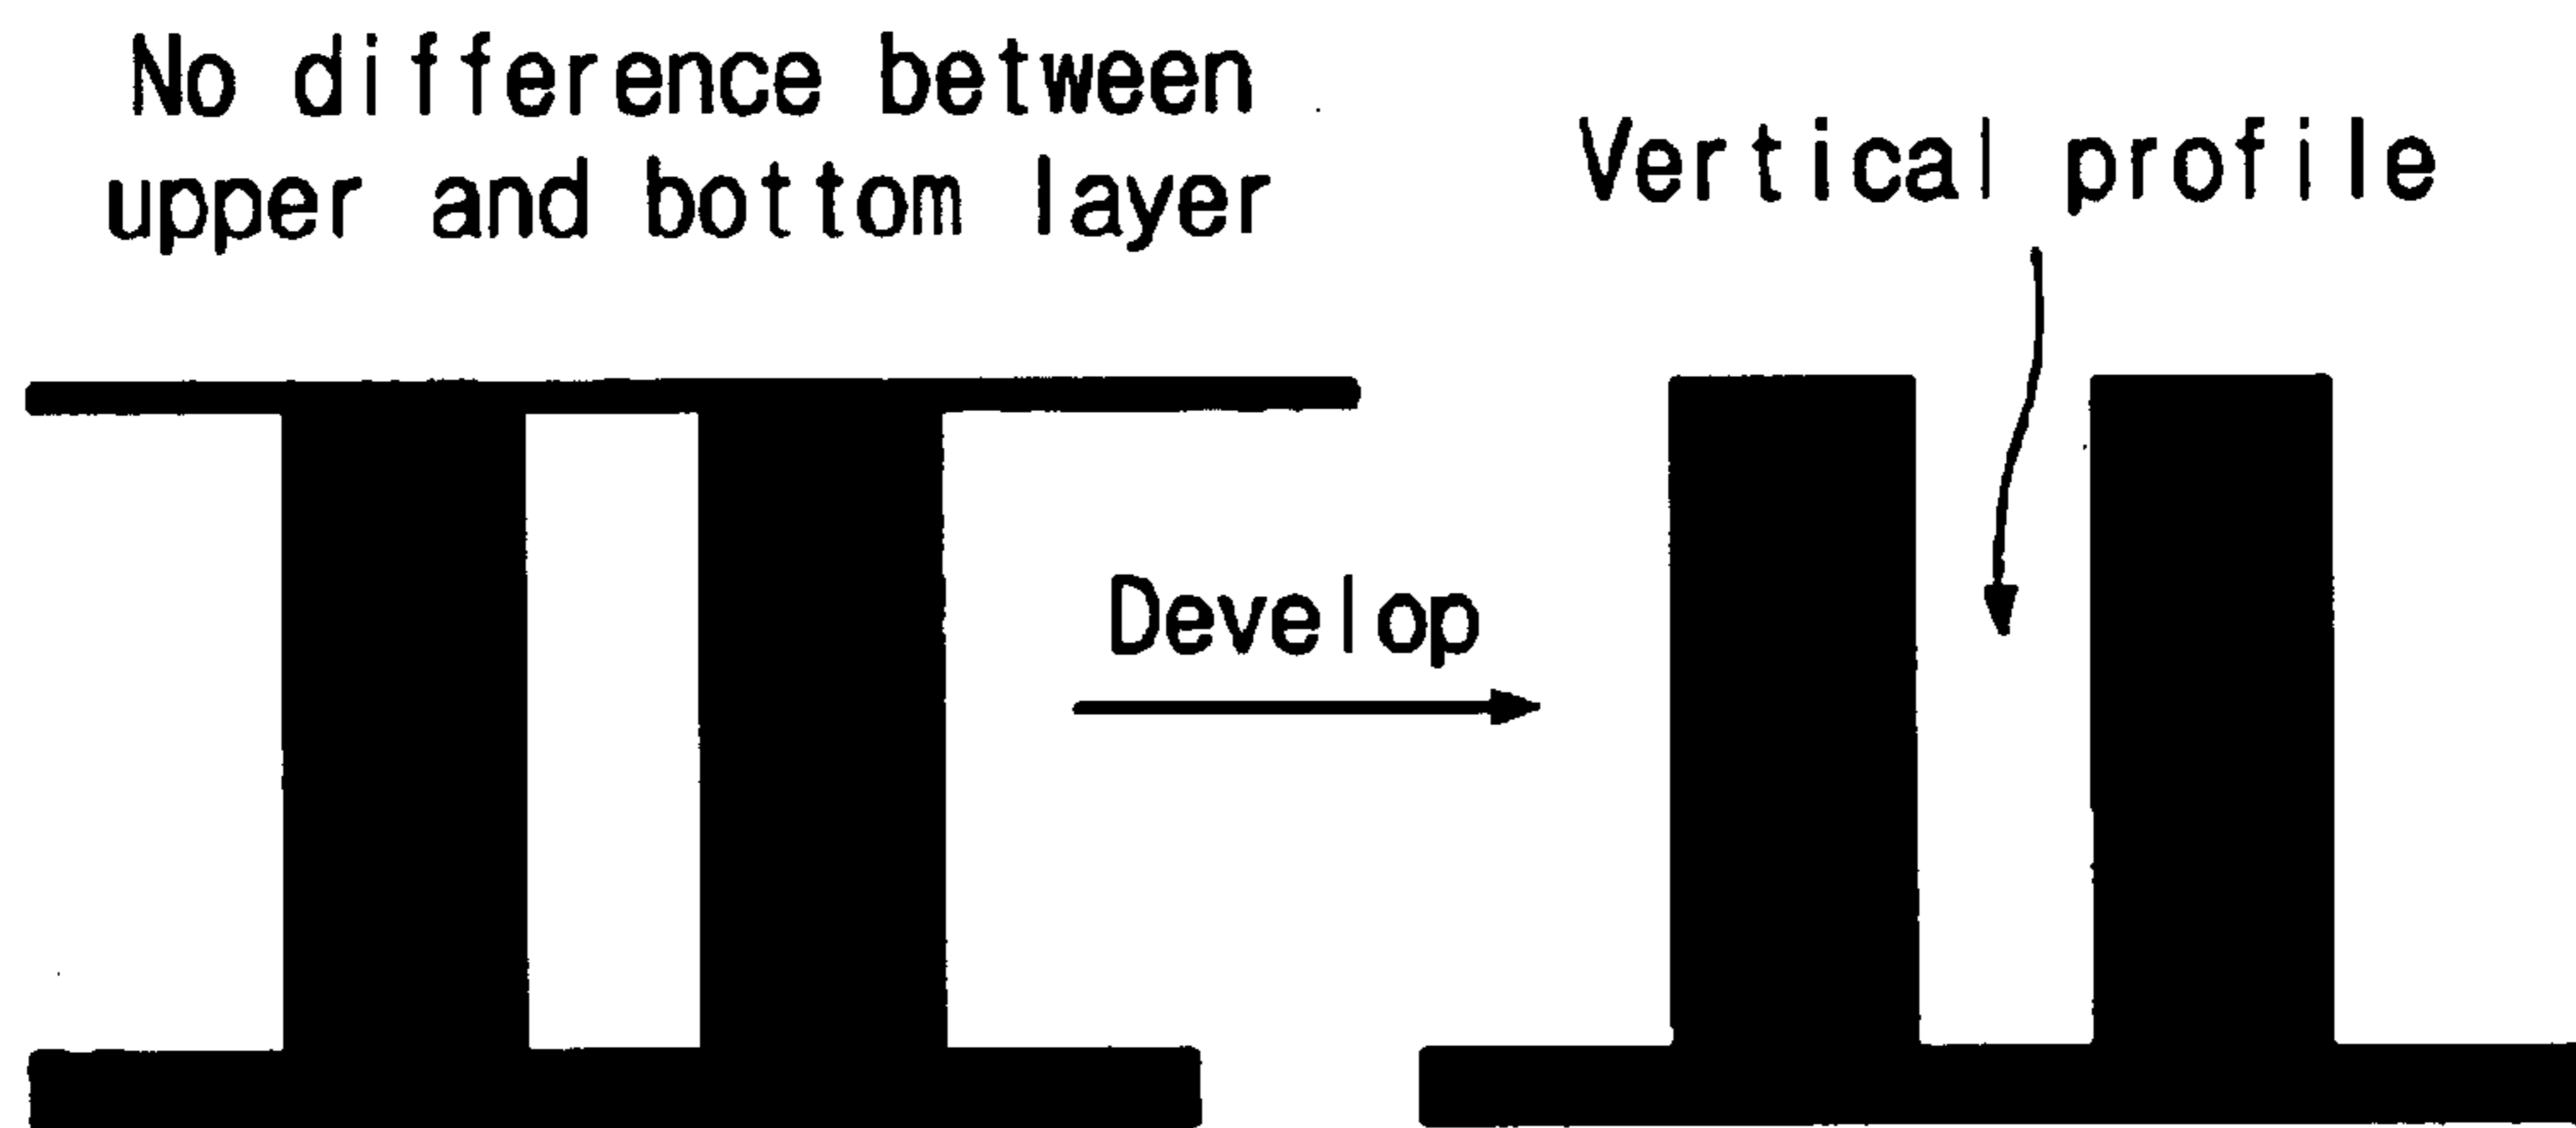 No difference between
upper and bottom layer
Vertical profile
Develop